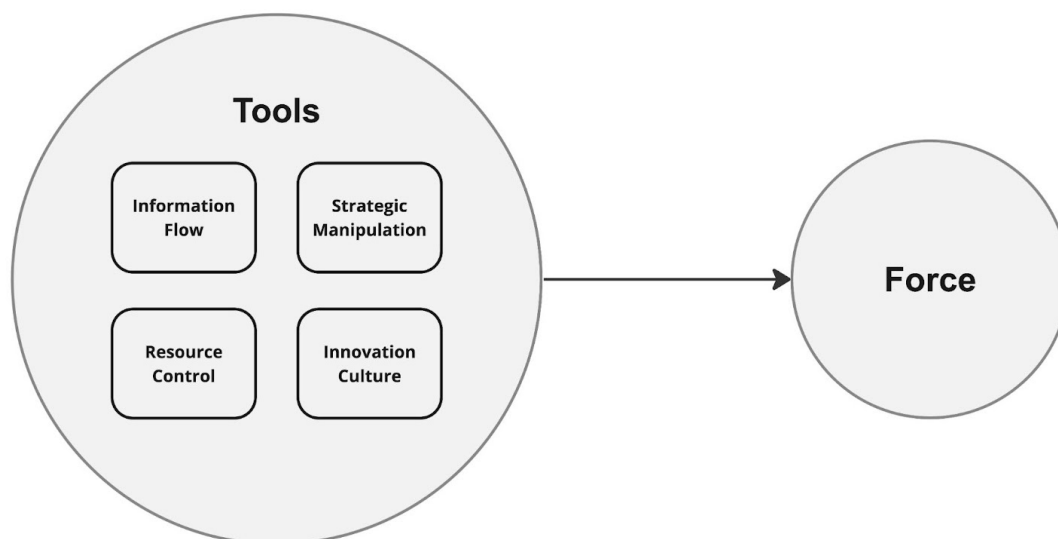 Tools
Information
Flow
Strategic
Manipulation
Resource
Control
Innovation
Culture
Force